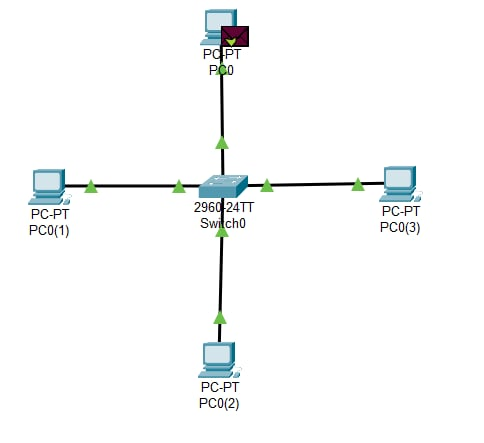 PC-PT
PC0
PC-PT
PC0(1)
2960-24TT
Switch0
PC-PT
PC0(3)
PC-PT
PC0(2)